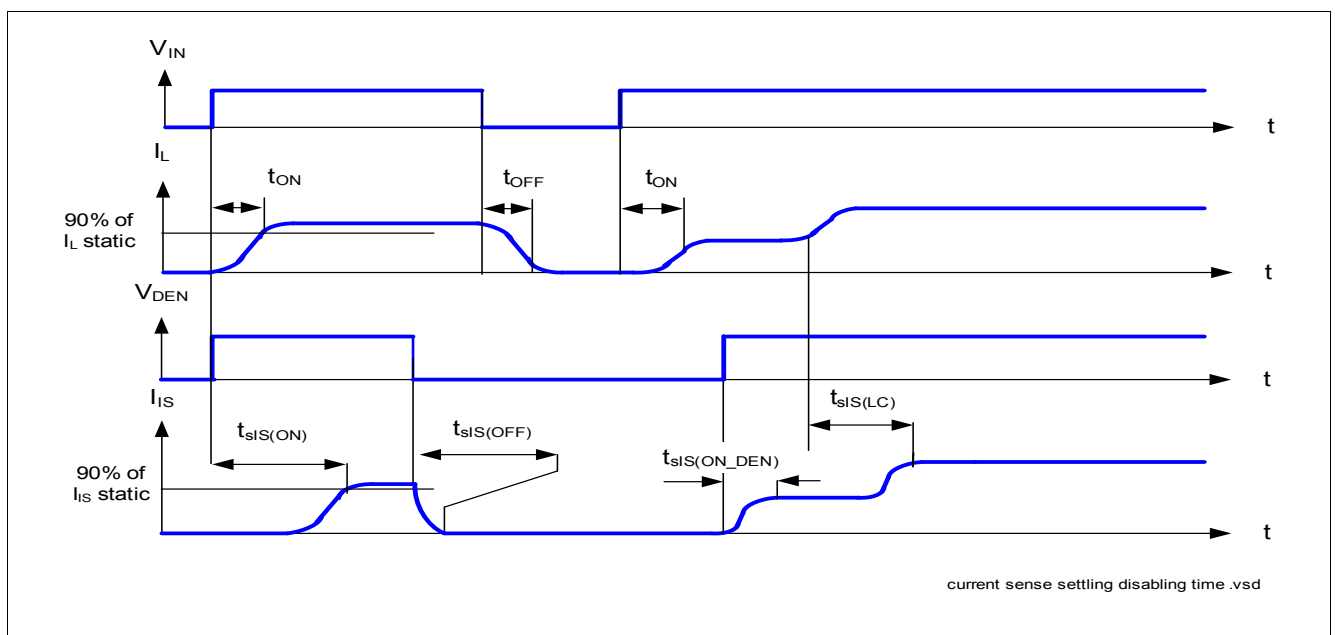 VIN
t
IL
tON
tOFF
tON
90% of
IL static
t
VDEN
t
IIS
tsIS(ON)
tsIS(OFF)
tsIS(LC)
tsIS(ON_DEN)
90% of
IIS static
t
current sense settling disabling time .vsd